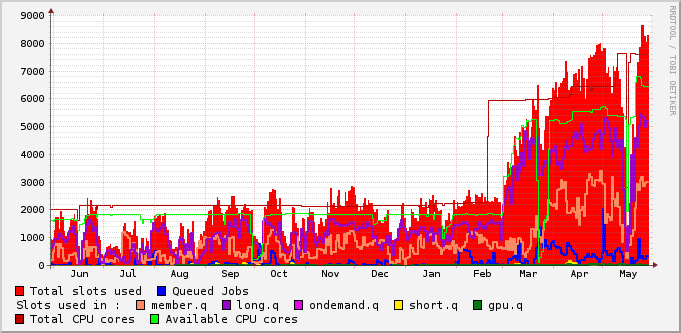 9000
8000
7000
6000
5000
4000
3000
2000
1000
0
Jun Jul Aug Sep Oct Nov Dec Jan Feb Mar Apr May
RRDTOOL / TOBI OETIKER
Total slots used Queued Jobs
Slots used in : member.q long.q ondemand.q short.q gpu.q
Total CPU cores Available CPU cores